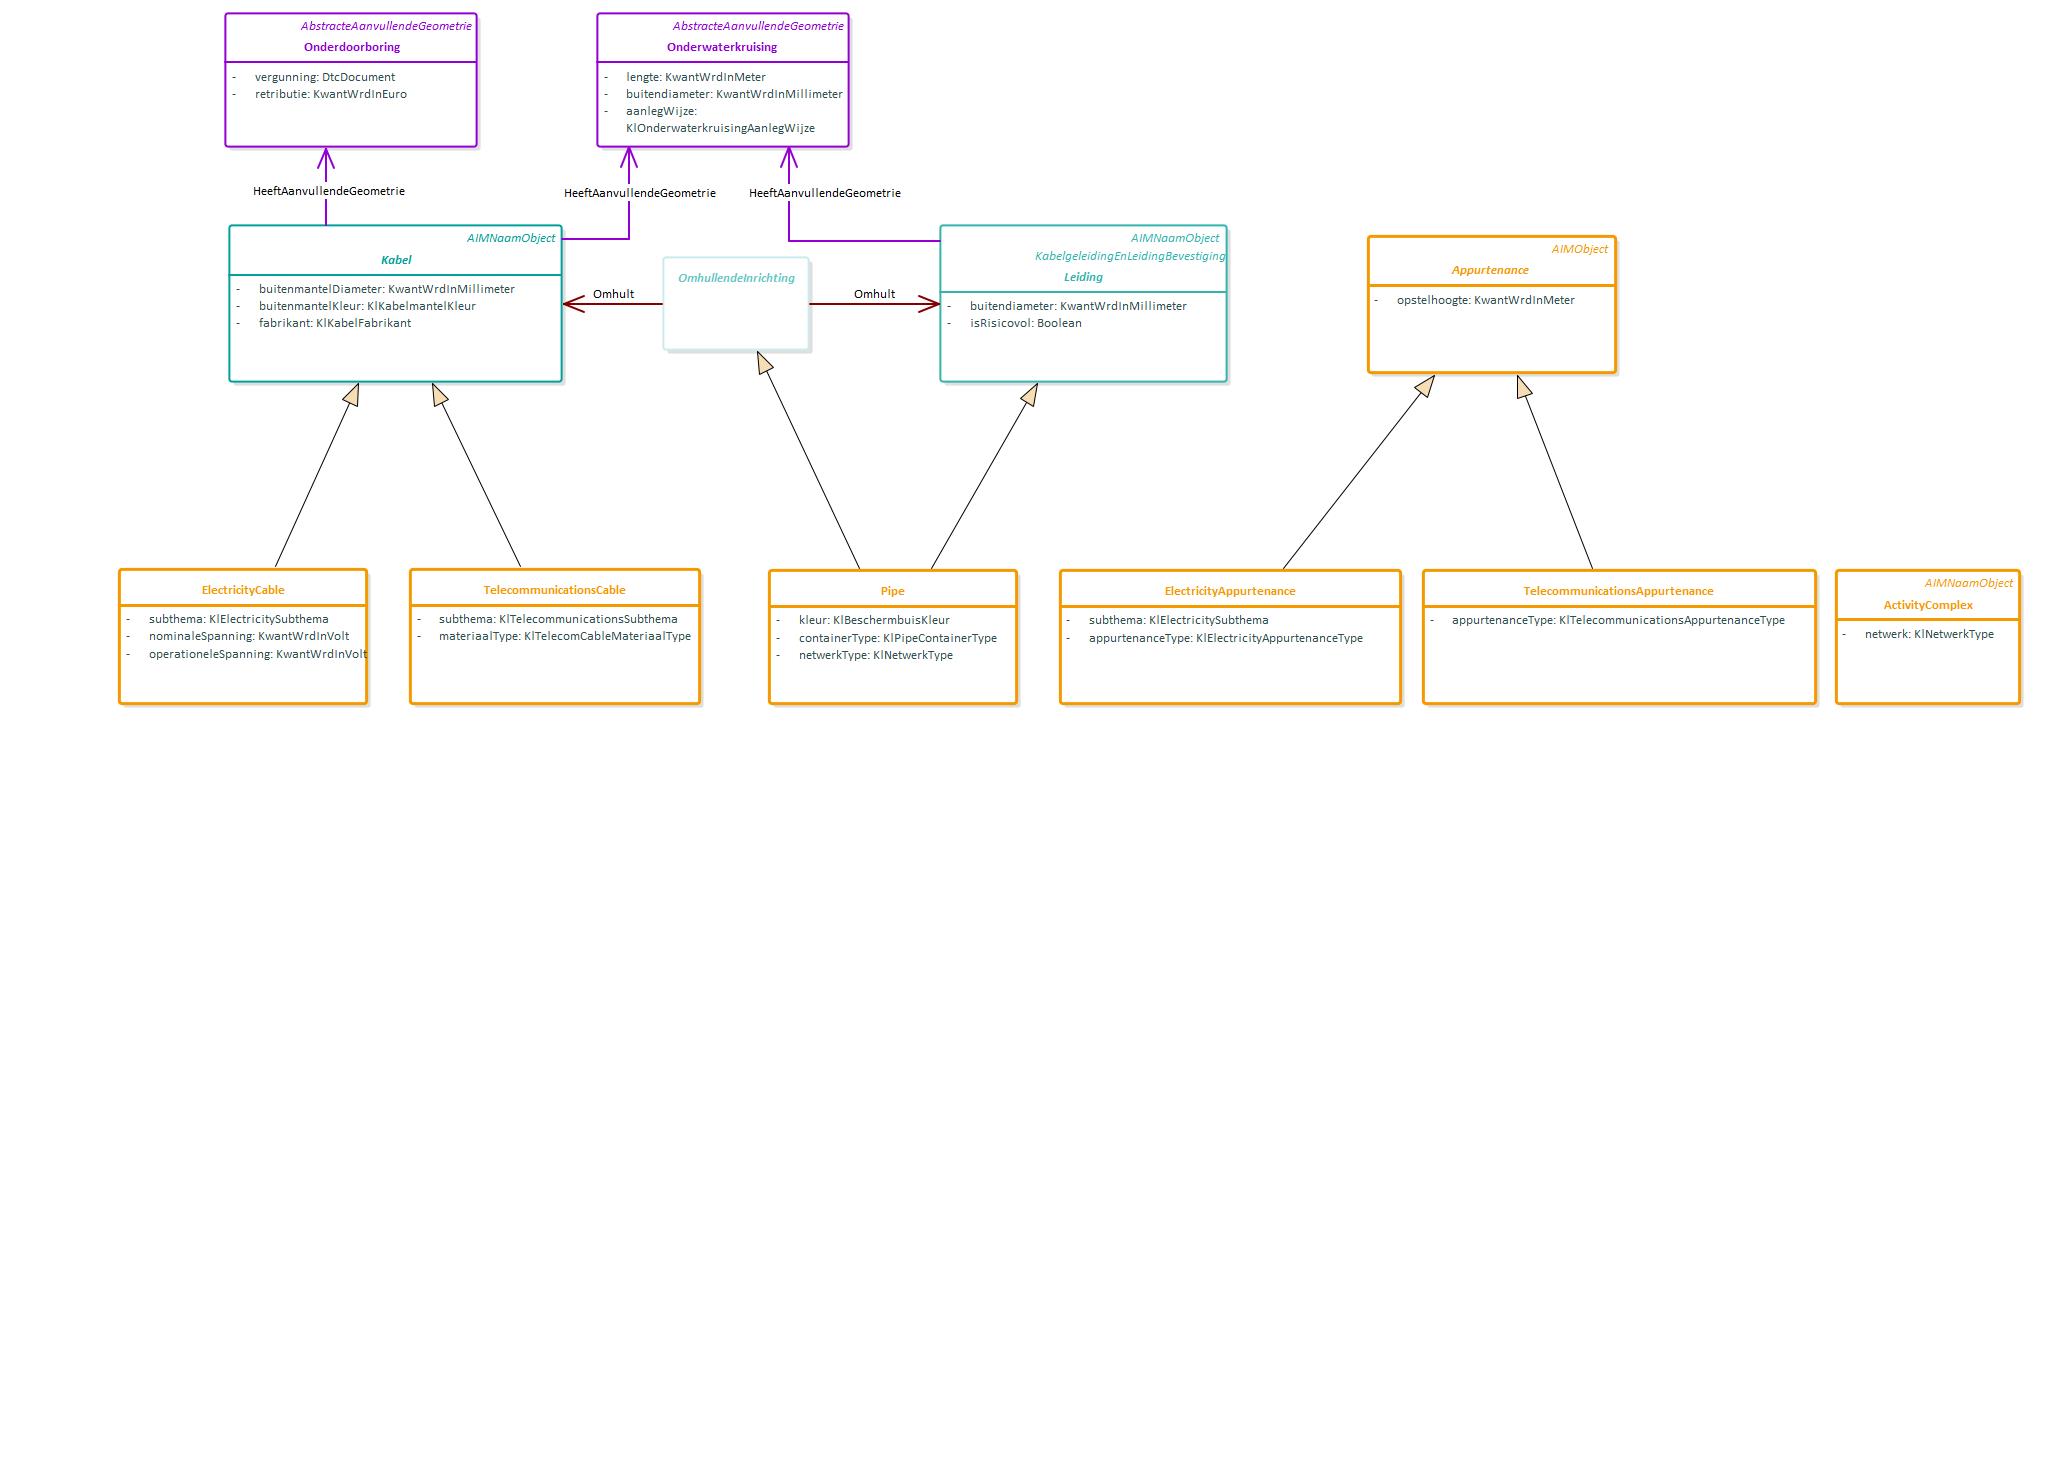 AbstracteAanvullendeGeometrie
Onderdoorboring
- vergunning: DtcDocument
- retributie: KwantWrdInEuro
AbstracteAanvullendeGeometrie
Onderwaterkruising
- lengte: KwantWrdInMeter
- buitendiameter: KwantWrdInMillimeter
- aanlegWijze:
KlOnderwaterkruisingAanlegWijze
HeeftAanvullendeGeometrie
HeeftAanvullendeGeometrie
HeeftAanvullendeGeometrie
AIMNaamObject
Kabel
- buitenmantelDiameter: KwantWrdInMillimeter
- buitenmantelKleur: KlKabelmantelKleur
- fabrikant: KlKabelFabrikant
Omhult
OmhullendeInrichting
Omhult
AIMNaamObject
KabelgeleidingEnLeidingBevestiging
Leiding
- buitendiameter: KwantWrdInMillimeter
- isRisicovol: Boolean
AIMObject
Appurtenance
- opstelhoogte: KwantWrdInMeter
ElectricityCable
- subthema: KlElectricitySubthema
- nominaleSpanning: KwantWrdInVolt
- operationeleSpanning: KwantWrdInVolt
TelecommunicationsCable
- subthema: KlTelecommunicationsSubthema
- materiaalType: KlTelecomCableMateriaalType
Pipe
- kleur: KlBeschermbuisKleur
- containerType: KlPipeContainerType
- netwerkType: KlNetwerkType
ElectricityAppurtenance
- subthema: KlElectricitySubthema
- appurtenanceType: KlElectricityAppurtenanceType
TelecommunicationsAppurtenance
- appurtenanceType: KlTelecommunicationsAppurtenanceType
AIMNaamObject
ActivityComplex
- netwerk: KlNetwerkType